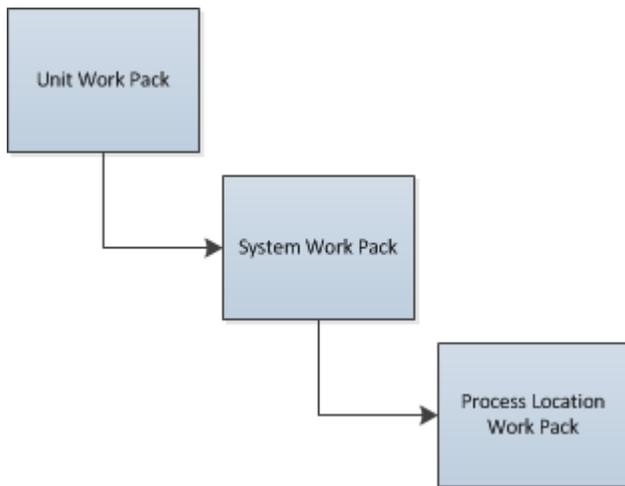 Unit Work Pack
System Work Pack
Process Location
Work Pack